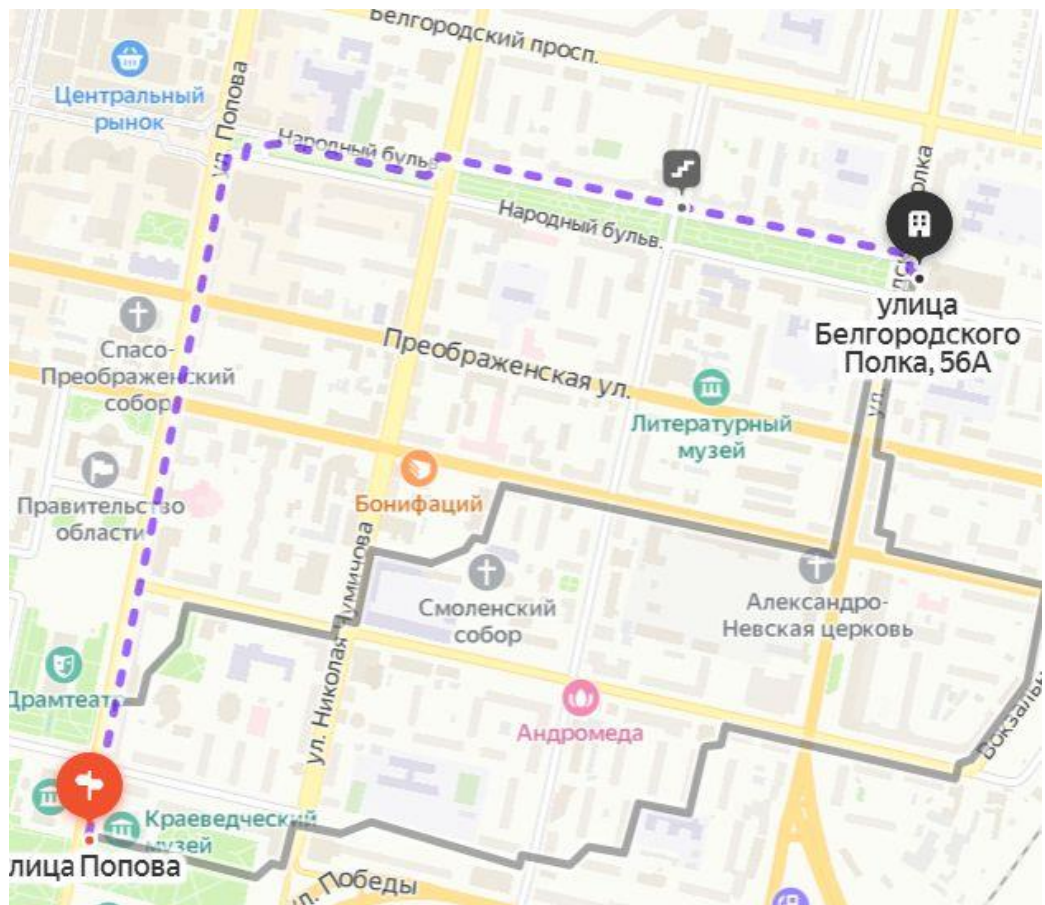 Белгородский просп.
Центральный
рынок
ул. Попова
Народный бульв.
Народный бульв.
улица
Белгородского
Полка, 56А
Спасо-
Преображенский
собор
Преображенская ул.
Литературный
музей
ул.
Правительство
области
Бонифаций
ул. Николая Чумичова
Смоленский
собор
Александро-
Невская церковь
Драмтеатр
Андромеда
Краеведческий
музей
лица Попова
ул. Победы